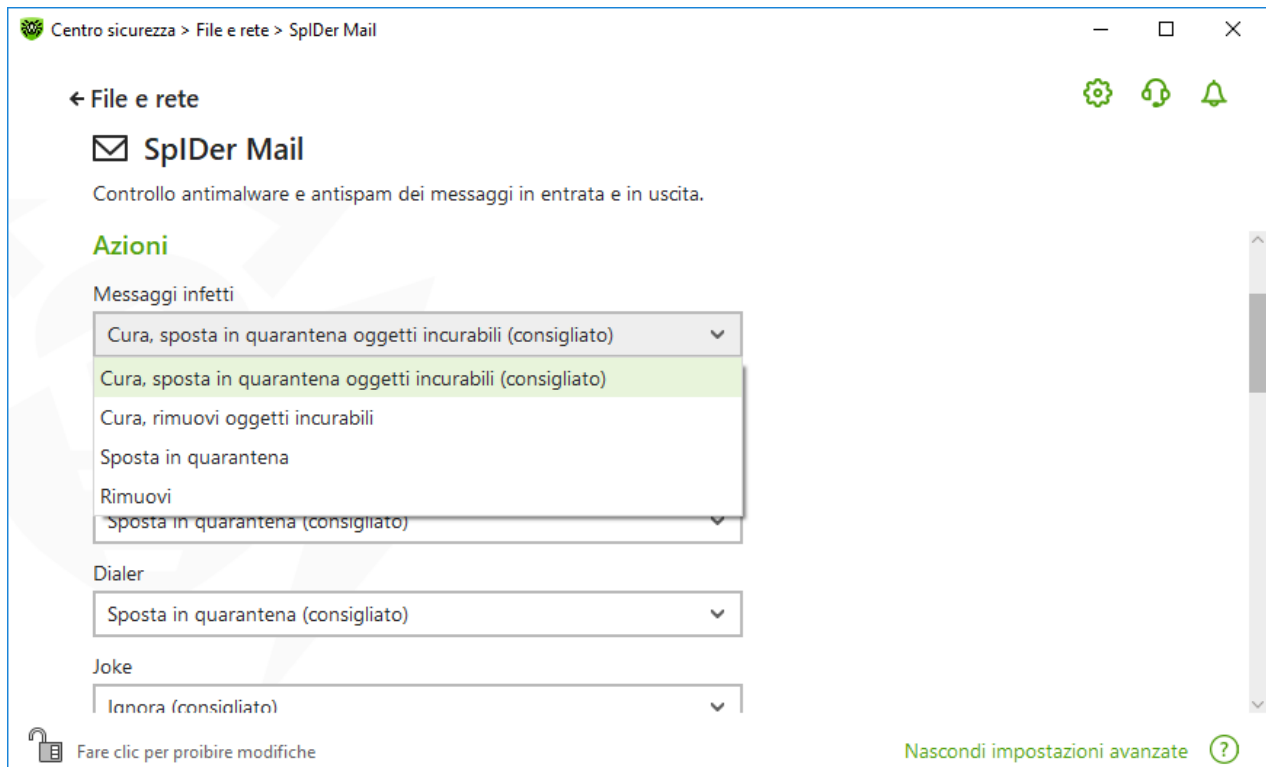 Centro sicurezza > File e rete > SpIDer Mail
File e rete
SpIDer Mail
Controllo antimalware e antispam dei messaggi in entrata e in uscita.
Azioni
Messaggi infetti
Cura, sposta in quarantena oggetti incurabili (consigliato)
Cura, sposta in quarantena oggetti incurabili (consigliato)
Cura, rimuovi oggetti incurabili
Sposta in quarantena
Rimuovi
Sposta in quarantena (consigliato)
Dialer
Sposta in quarantena (consigliato)
Joke
Ignora (consigliato)
Fare clic per proibire modifiche
Nascondi impostazioni avanzate ?